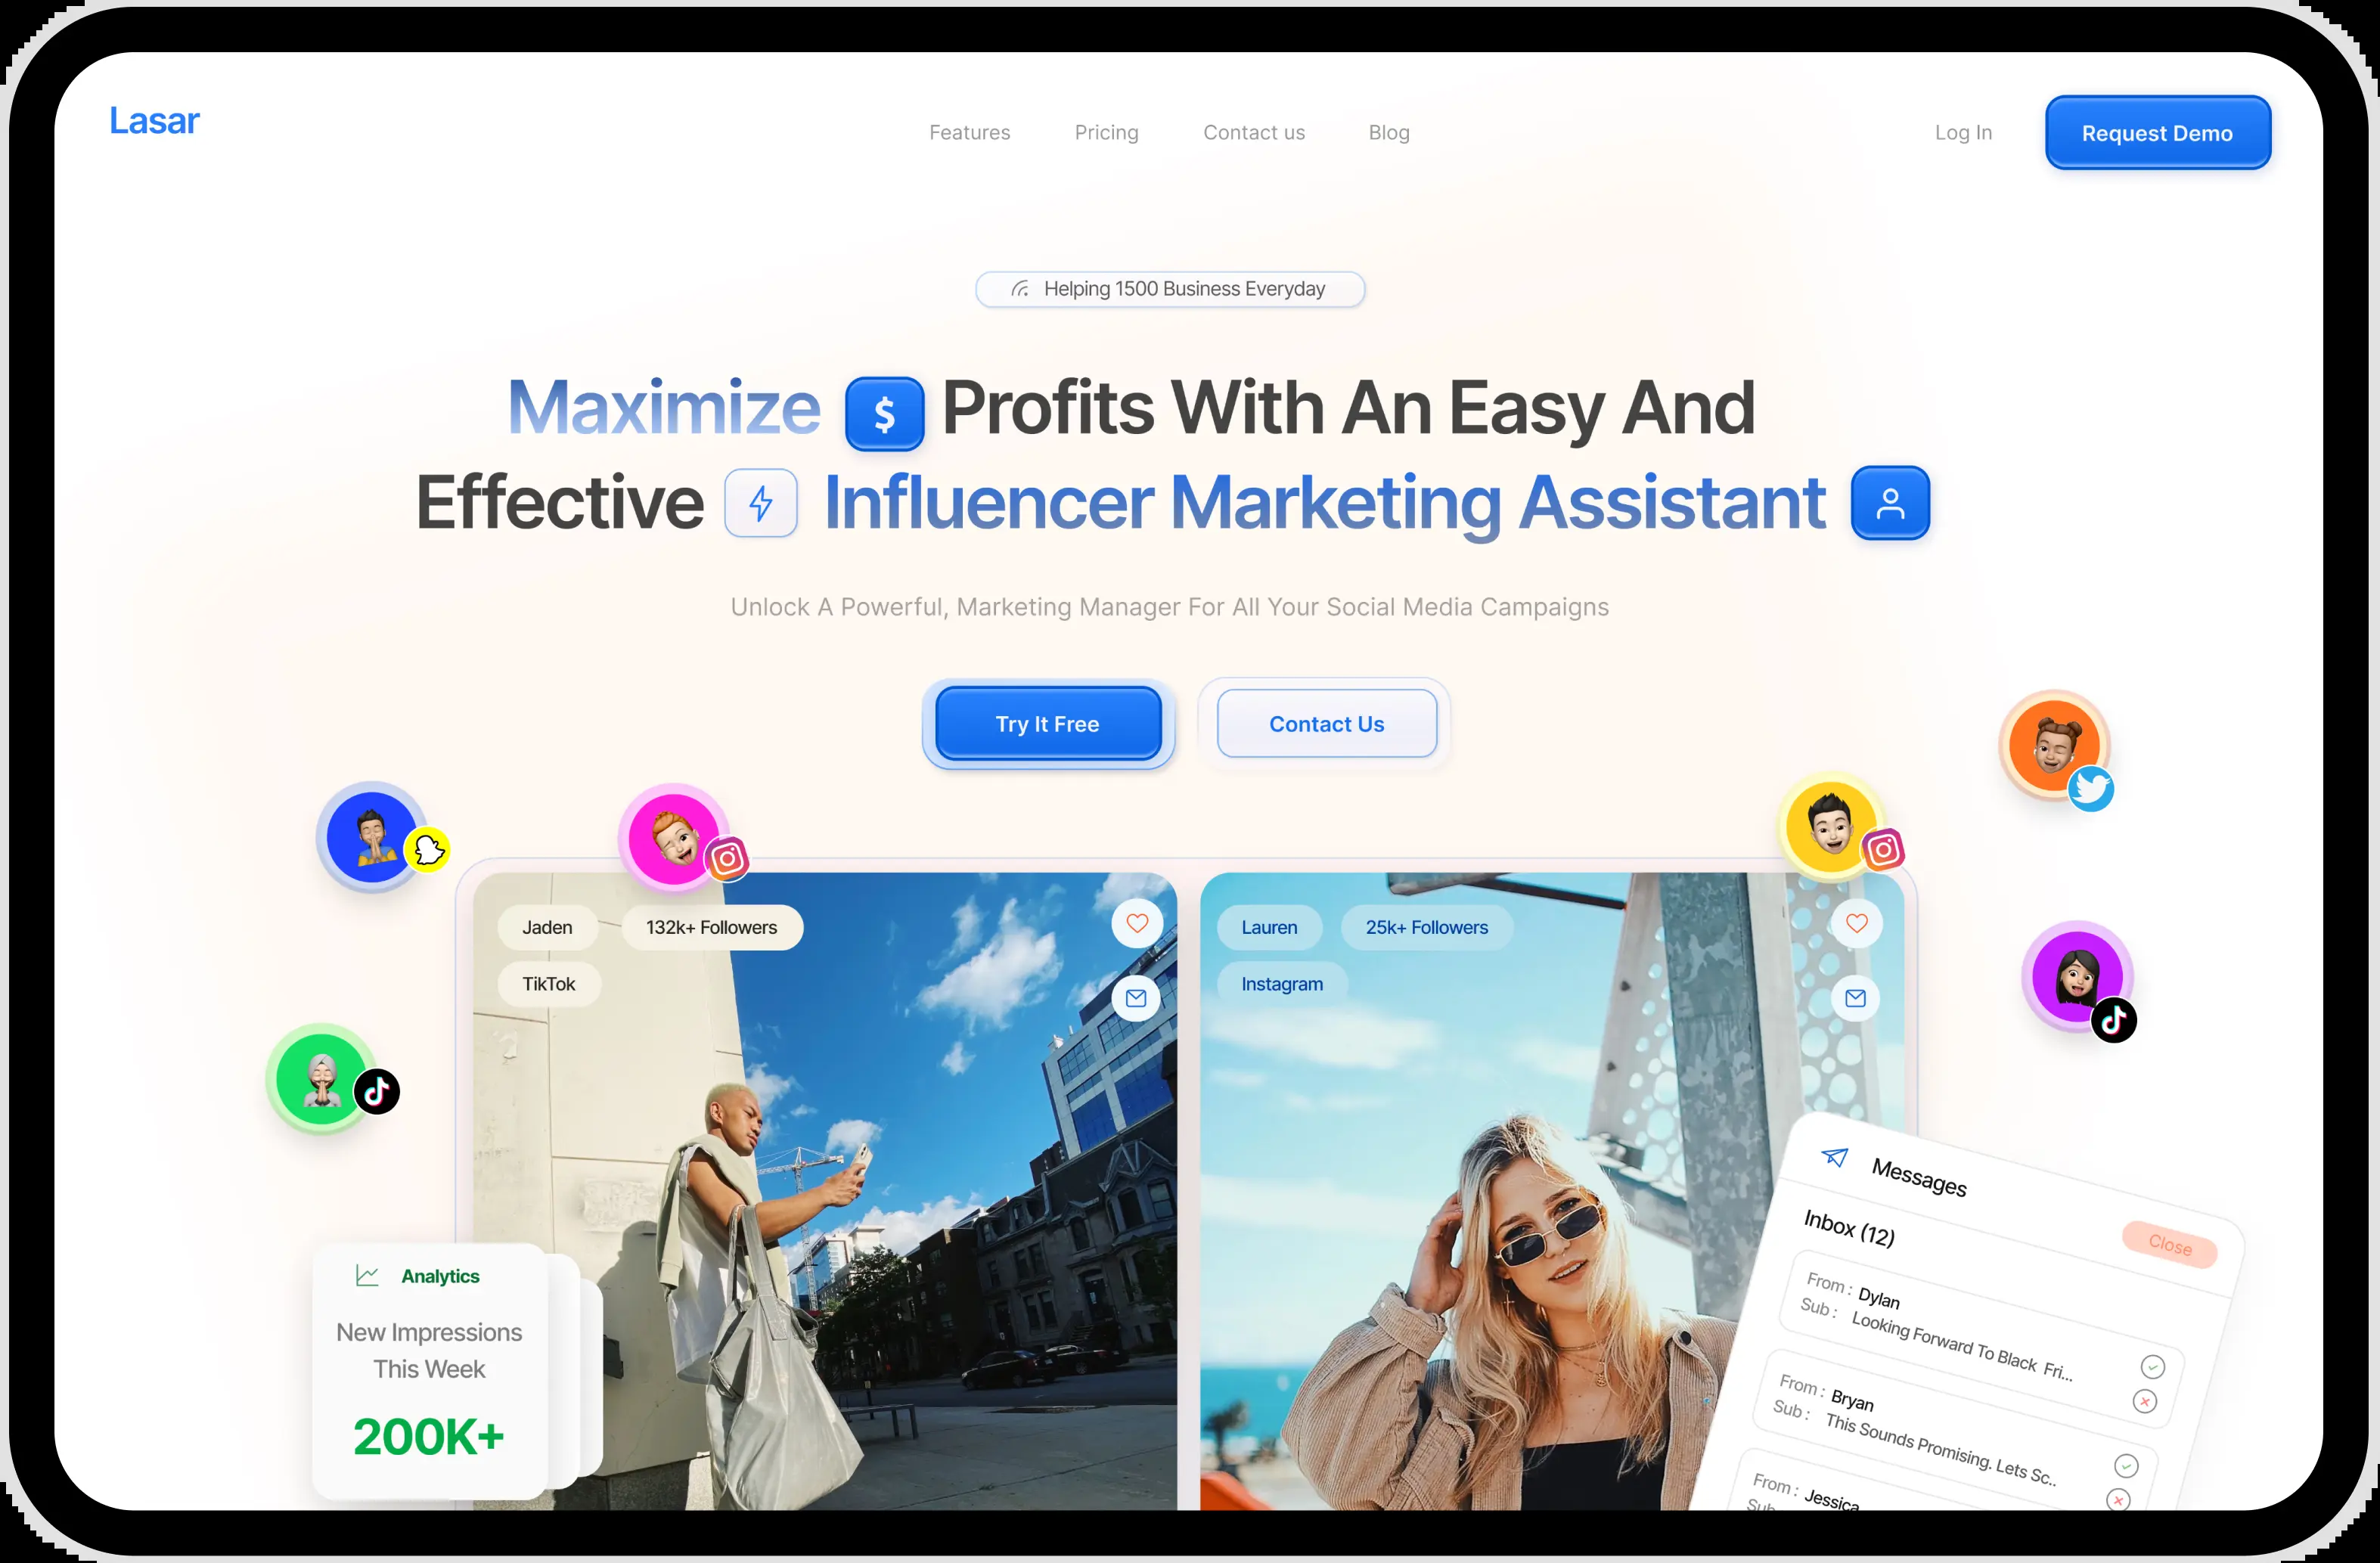 Lasar
Features
Pricing
Contact us
Blog
Log In
Request Demo
Helping 1500 Business Everyday
Maximize $ Profits With An Easy And
Effective Influencer Marketing Assistant
Unlock A Powerful, Marketing Manager For All Your Social Media Campaigns
Try It Free
Contact Us
Jaden
132k+ Followers
TikTok
Lauren
25k+ Followers
Instagram
Analytics
New Impressions
This Week
200K+
Messages
Inbox (12)
Close
From : Dylan
Sub : Looking Forward To Black Fri...
From : Bryan
Sub : This Sounds Promising. Lets Sc..
From : Jessica
Sub